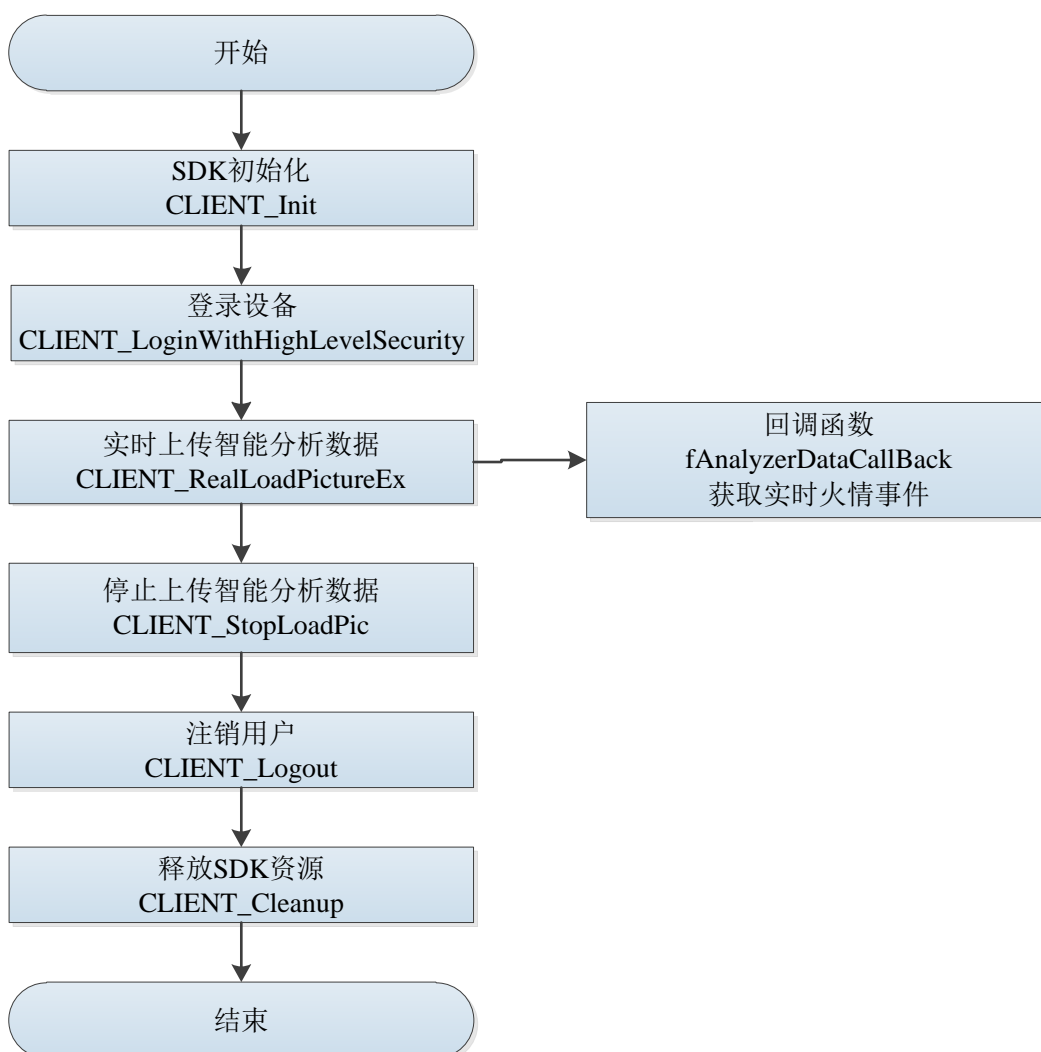 开始
SDK初始化
CLIENT_Init
登录设备
CLIENT_LoginWithHighLevelSecurity
实时上传智能分析数据
CLIENT_RealLoadPictureEx
回调函数
fAnalyzerDataCallBack
获取实时火情事件
停止上传智能分析数据
CLIENT_StopLoadPic
注销用户
CLIENT_Logout
释放SDK资源
CLIENT_Cleanup
结束